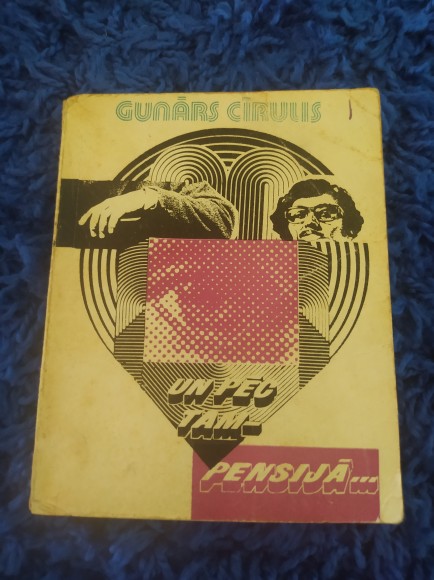 GUNĀRS CĪRULIS
UN PĒC
TAM–
PENSIJĀ...